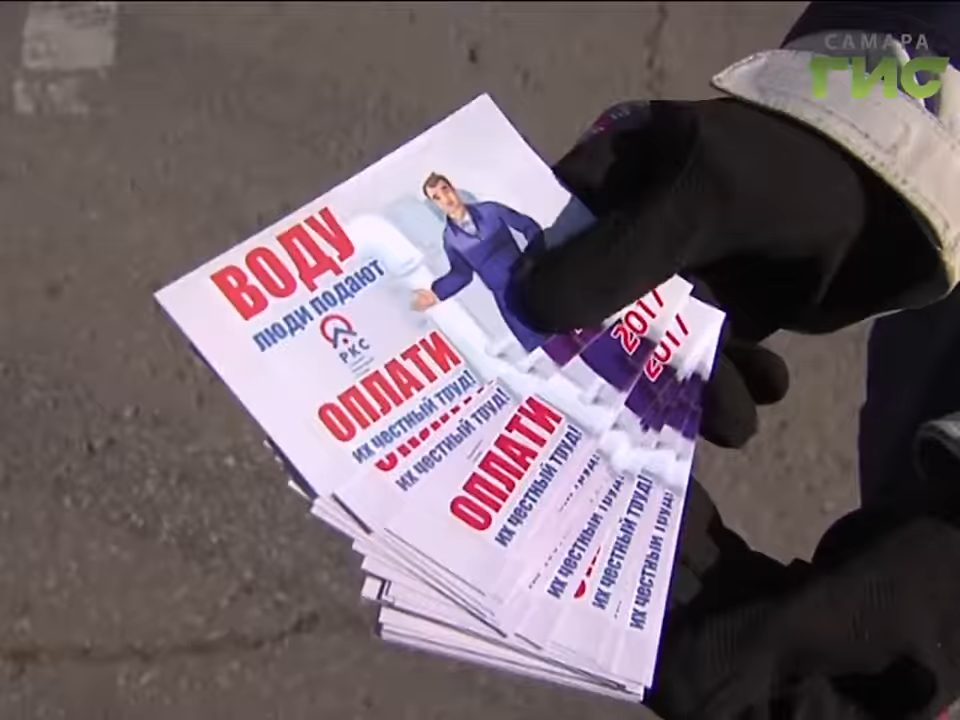 САМАРА
ГИС
ВОДУ
ЛЮДИ ПОДАЮТ
РКС
ОПЛАТИ
ИХ ЧЕСТНЫЙ ТРУД!
ИХ ЧЕСТНЫЙ ТРУД!
2017
2017
ОПЛАТИ
ИХ ЧЕСТНЫЙ ТРУД!
ИХ ЧЕСТНЫЙ ТРУД!
ИХ ЧЕСТНЫЙ ТРУД!
ИХ ЧЕСТНЫЙ ТРУД!